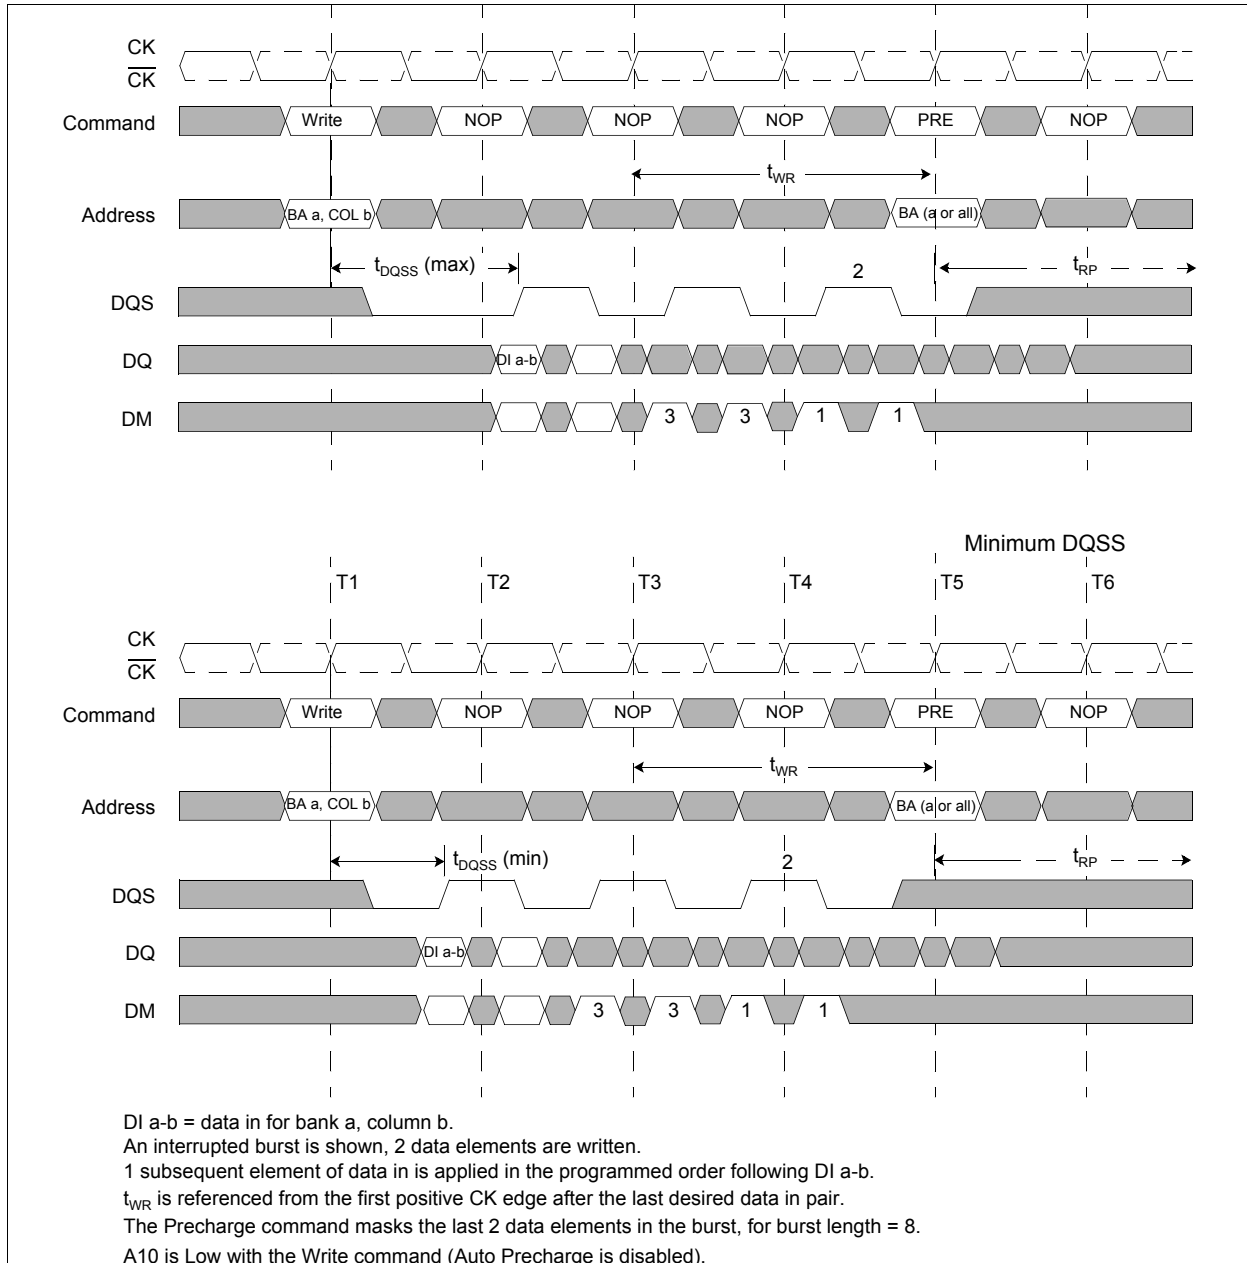 CK
CK
Command Write NOP NOP NOP PRE NOP
tWR
Address BA a, COL b BA (a or all)
tDQSS (max) 2 tRP
DQS
DQ DI a-b
DM 3 3 1 1
Minimum DQSS
T1 T2 T3 T4 T5 T6
CK
CK
Command Write NOP NOP NOP PRE NOP
tWR
Address BA a, COL b BA (a or all)
tDQSS (min) 2 tRP
DQS
DQ DI a-b
DM 3 3 1 1
DI a-b = data in for bank a, column b.
An interrupted burst is shown, 2 data elements are written.
1 subsequent element of data in is applied in the programmed order following DI a-b.
tWR is referenced from the first positive CK edge after the last desired data in pair.
The Precharge command masks the last 2 data elements in the burst, for burst length = 8.
A10 is Low with the Write command (Auto Precharge is disabled).